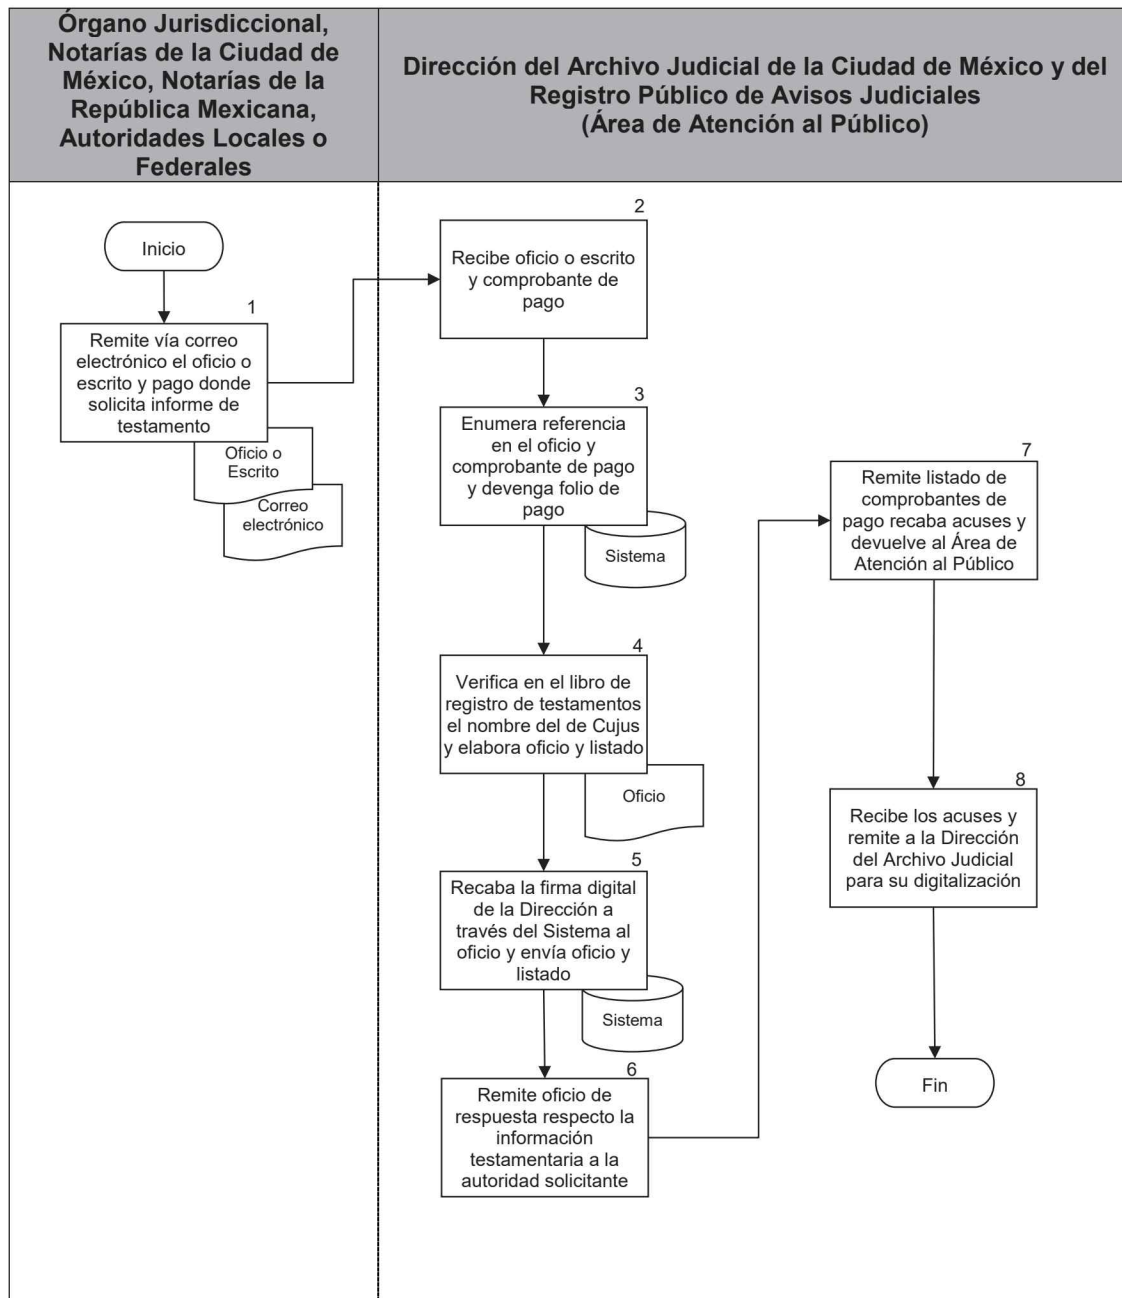 Órgano Jurisdiccional,
Notarías de la Ciudad de
México, Notarías de la
República Mexicana,
Autoridades Locales o
Federales
Dirección del Archivo Judicial de la Ciudad de México y del
Registro Público de Avisos Judiciales
(Área de Atención al Público)
Inicio
1
Remite vía correo
electrónico el oficio o
escrito y pago donde
solicita informe de
testamento
Oficio o
Escrito
Correo
electrónico
2
Recibe oficio o escrito
y comprobante de
pago
3
Enumera referencia
en el oficio y
comprobante de pago
y devenga folio de
pago
Sistema
4
Verifica en el libro de
registro de testamentos
el nombre del de Cujus
y elabora oficio y listado
Oficio
5
Recaba la firma digital
de la Dirección a
través del Sistema al
oficio y envía oficio y
listado
Sistema
6
Remite oficio de
respuesta respecto la
información
testamentaria a la
autoridad solicitante
7
Remite listado de
comprobantes de
pago recaba acuses y
devuelve al Área de
Atención al Público
8
Recibe los acuses y
remite a la Dirección
del Archivo Judicial
para su digitalización
Fin